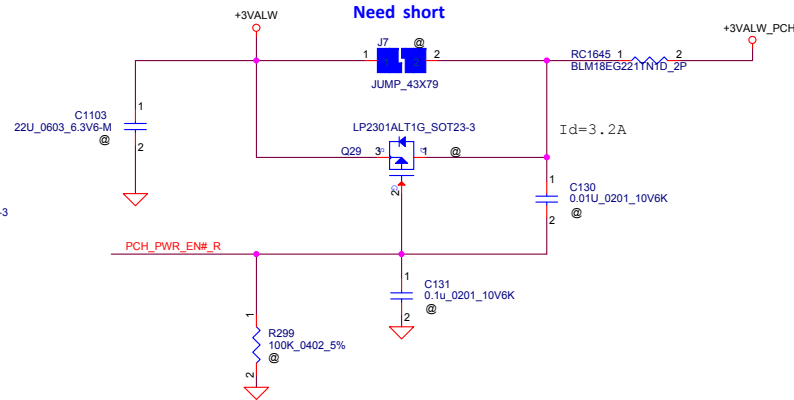 Need short
+3VALW
+3VALW_PCH
J7
@
1
2
JUMP_43X79
RC1645
1
2
BLM18EG221TN1D_2P
C1103
22U_0603_6.3V6-M
@
1
2
LP2301ALT1G_SOT23-3
Q29
3
1
@
2
Id=3.2A
-3
1
C130
0.01U_0201_10V6K
@
2
PCH_PWR_EN#_R
1
C131
0.1u_0201_10V6K
@
2
1
R299
100K_0402_5%
@
2